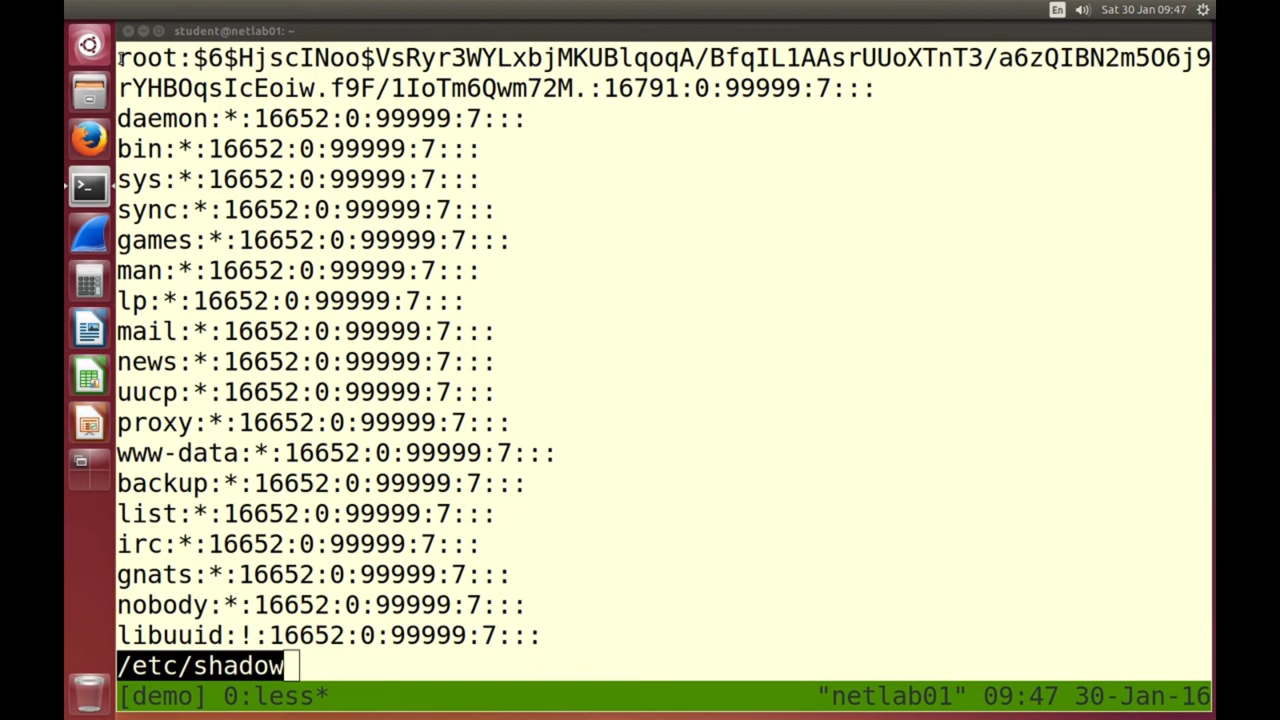 En Sat 30 Jan 09:47
student@netlab01: ~
root:$6$HjscINoo$VsRyr3WYLxbjMKUBlqoqA/BfqIL1AAsrUUoXTnT3/a6zQIBN2m5O6j9
rYHBOqsIcEoiw.f9F/1IoTm6Qwm72M.:16791:0:99999:7:::
daemon:*:16652:0:99999:7:::
bin:*:16652:0:99999:7:::
sys:*:16652:0:99999:7:::
sync:*:16652:0:99999:7:::
games:*:16652:0:99999:7:::
man:*:16652:0:99999:7:::
lp:*:16652:0:99999:7:::
mail:*:16652:0:99999:7:::
news:*:16652:0:99999:7:::
uucp:*:16652:0:99999:7:::
proxy:*:16652:0:99999:7:::
www-data:*:16652:0:99999:7:::
backup:*:16652:0:99999:7:::
list:*:16652:0:99999:7:::
irc:*:16652:0:99999:7:::
gnats:*:16652:0:99999:7:::
nobody:*:16652:0:99999:7:::
libuuid:!:16652:0:99999:7:::
/etc/shadow
[demo] 0:less* "netlab01" 09:47 30-Jan-16